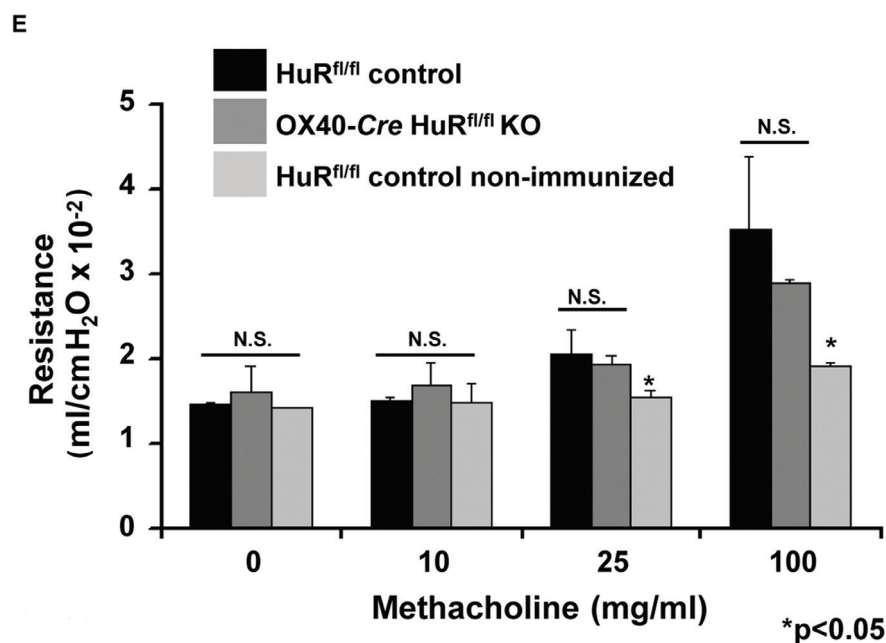 E
HuRfl/fl control
OX40-Cre HuRfl/fl KO
HuRfl/fl control non-immunized
Resistance
(ml/cmH2O x 10-2)
5
4
3
2
1
0
N.S.
N.S.
N.S.
*
N.S.
*
0 10 25 100
Methacholine (mg/ml)
*p<0.05